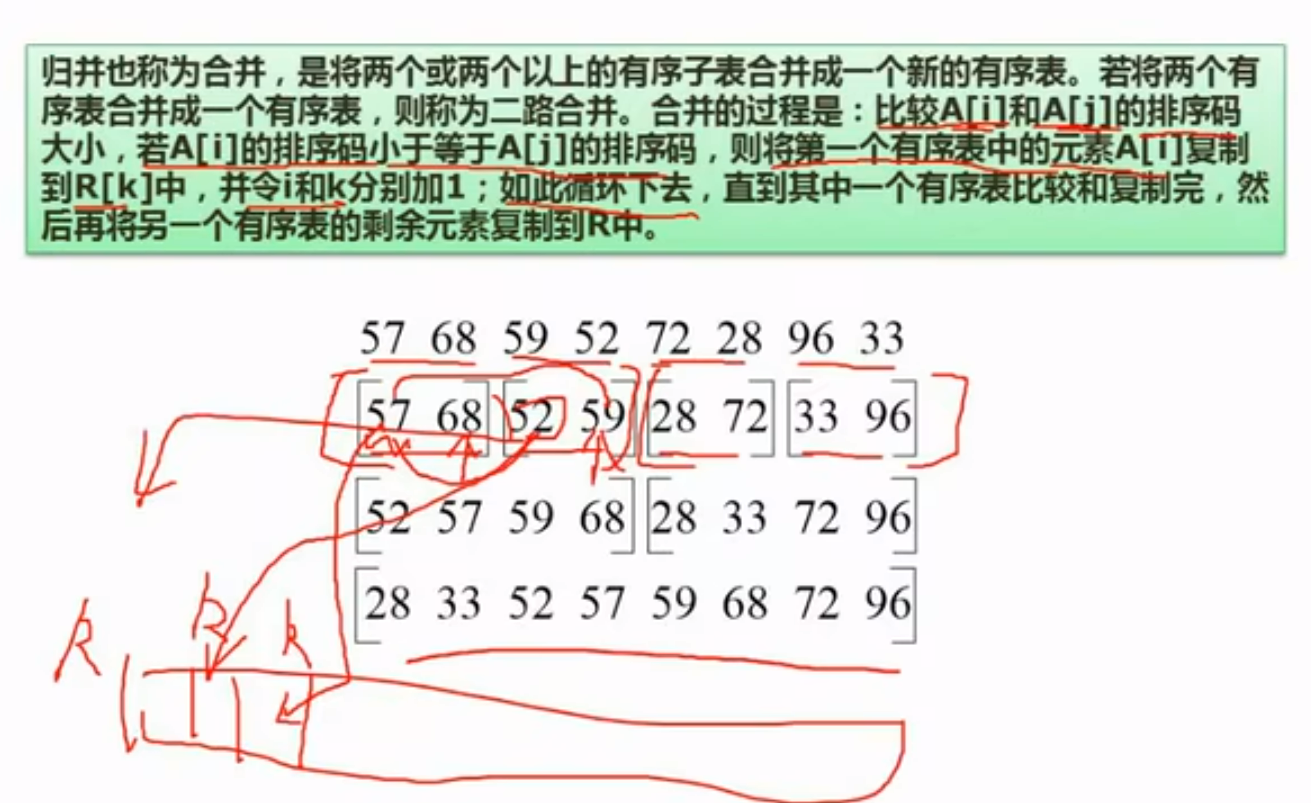 归并也称为合并，是将两个或两个以上的有序子表合并成一个新的有序表。若将两个有
序表合并成一个有序表，则称为二路合并。合并的过程是：比较A[i]和A[j]的排序码
大小，若A[i]的排序码小于等于A[j]的排序码，则将第一个有序表中的元素A[i]复制
到R[k]中，并令i和k分别加1；如此循环下去，直到其中一个有序表比较和复制完，然
后再将另一个有序表的剩余元素复制到R中。
57 68 59 52 72 28 96 33
[57 68] [52 59] [28 72] [33 96]
[52 57 59 68] [28 33 72 96]
[28 33 52 57 59 68 72 96]
R k k